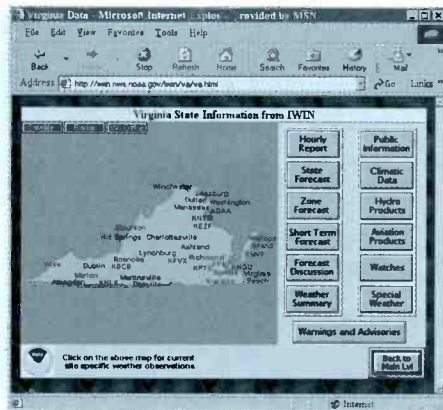 Virginia Data - Microsoft Internet Explor... Provided by MSN
File Edit View Favorites Tools Help
Back Stop Refresh Home Search Favorites History Mail
Address http://iwin.nws.noaa.gov/iwin/va/va.html Go Links
Virginia State Information from IWIN
Hourly Report
Public Information
State Forecast
Climatic Data
Zone Forecast
Hydro Products
Short Term Forecast
Aviation Products
Forecast Discussion
Watches
Weather Summary
Special Weather
Warnings and Advisories
Winchester
Leesburg
Dulles Washington
Manassas
KEZF
Staunton
Hot Springs Charlottesville
Ashland
Lynchburg
Roanoke
Wise Dublin KBCB
Marion Martinsville
Virginia Beach
Abingdon Danville
Click on the above map for current
site specific weather observations.
Back to Main Lvl
Internet